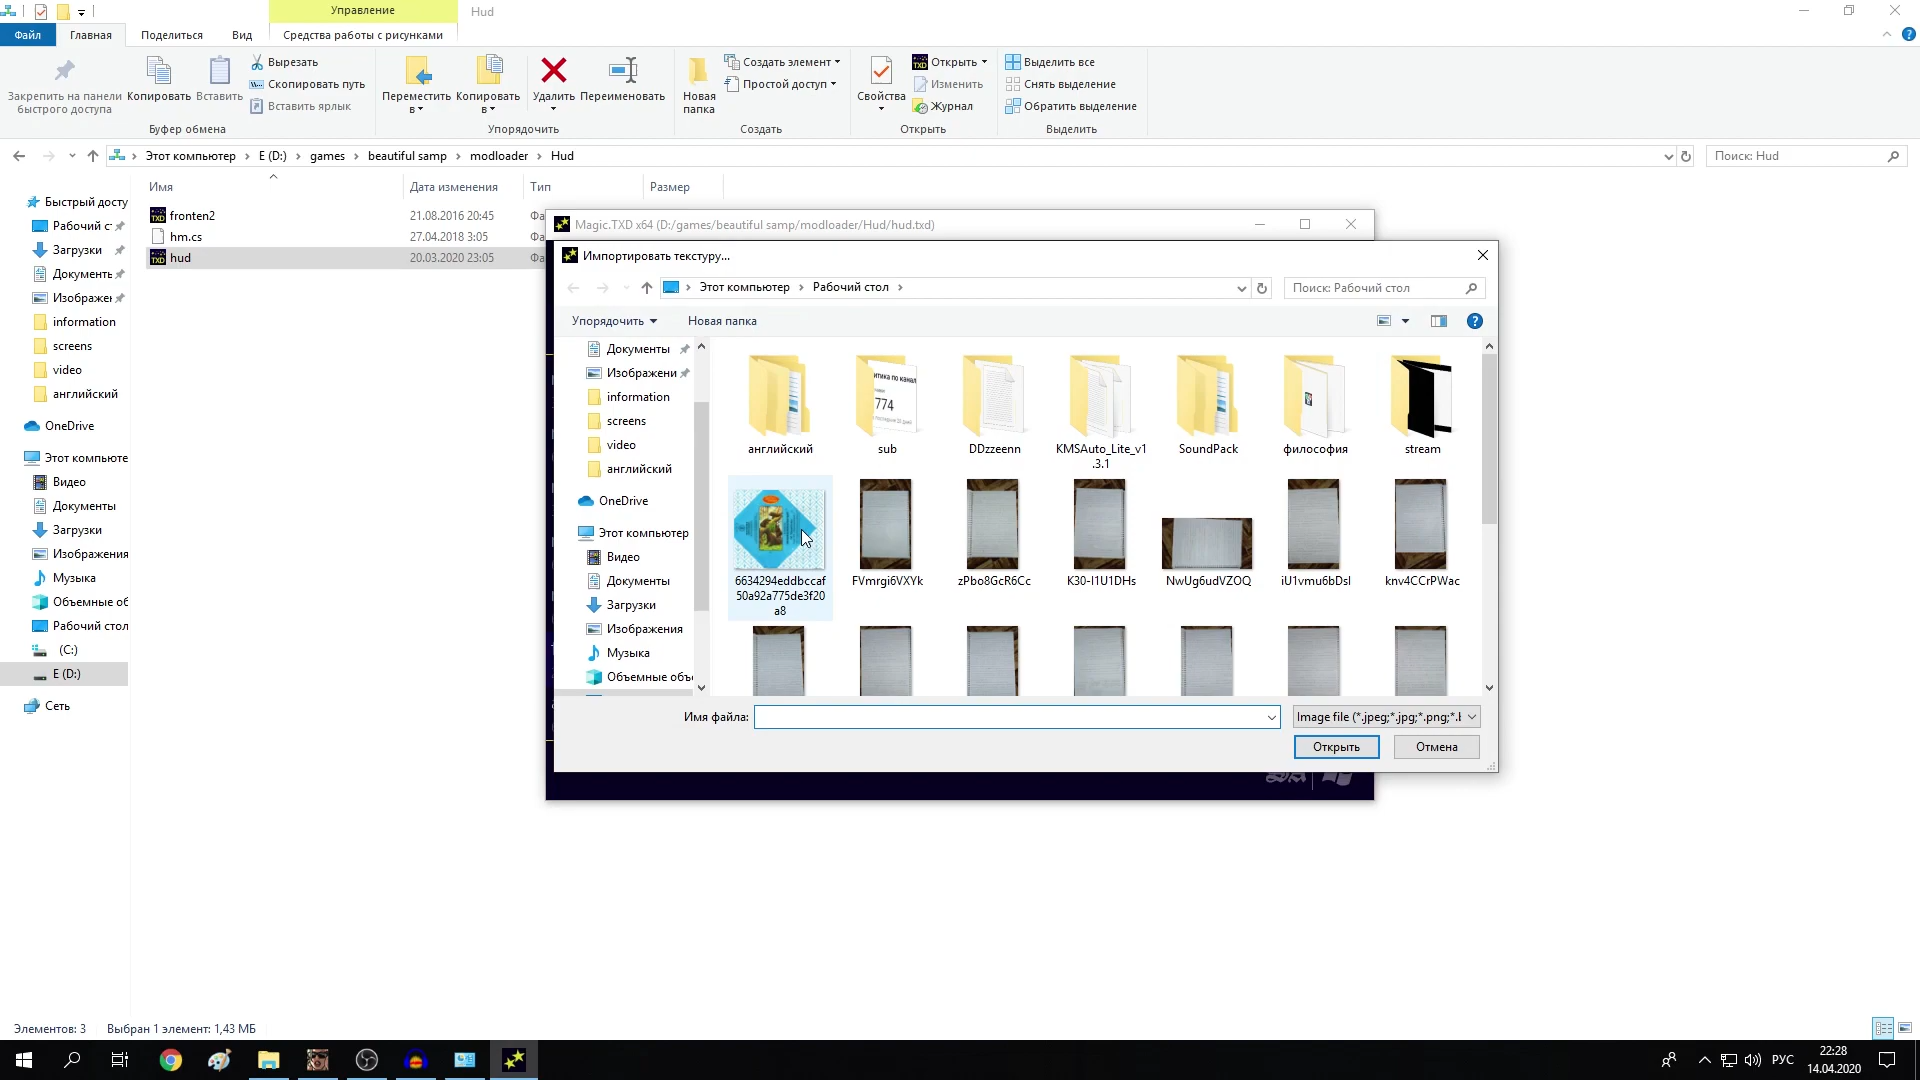 Управление
Hud
Файл
Главная
Поделиться
Вид
Средства работы с рисунками
Закрепить на панели
быстрого доступа
Копировать
Вставить
Вырезать
Скопировать путь
Вставить ярлык
Буфер обмена
Переместить
в
Копировать
в
Удалить
Переименовать
Упорядочить
Новая
папка
Создать элемент
Простой доступ
Создать
Свойства
Открыть
Изменить
Журнал
Открыть
Выделить все
Снять выделение
Обратить выделение
Выделить
Этот компьютер
E (D:)
games
beautiful samp
modloader
Hud
Поиск: Hud
Имя
Дата изменения
Тип
Размер
fronten2
21.08.2016 20:45
Фа
hm.cs
27.04.2018 3:05
Фа
hud
20.03.2020 23:05
Фа
Быстрый досту
Рабочий ст
Загрузки
Документы
Изображен
information
screens
video
английский
OneDrive
Этот компьюте
Видео
Документы
Загрузки
Изображения
Музыка
Объемные об
Рабочий стол
(C:)
E (D:)
Сеть
Magic.TXD x64 (D:/games/beautiful samp/modloader/Hud/hud.txd)
Импортировать текстуру...
Этот компьютер
Рабочий стол
Поиск: Рабочий стол
Упорядочить
Новая папка
Документы
Изображени
information
screens
video
английский
OneDrive
Этот компьютер
Видео
Документы
Загрузки
Изображения
Музыка
Объемные объ
774
английский
sub
DDzzeenn
KMSAuto_Lite_v1
.3.1
SoundPack
философия
stream
6634294eddbccaf
50a92a775de3f20
a8
FVmrgi6VXYk
zPbo8GcR6Cc
K30-I1U1DHs
NwUg6udVZOQ
iU1vmu6bDsI
knv4CCrPWac
Имя файла:
Image file (*.jpeg;*.jpg;*.png;*.b
Открыть
Отмена
Элементов: 3
Выбран 1 элемент: 1,43 МБ
РУС
22:28
14.04.2020